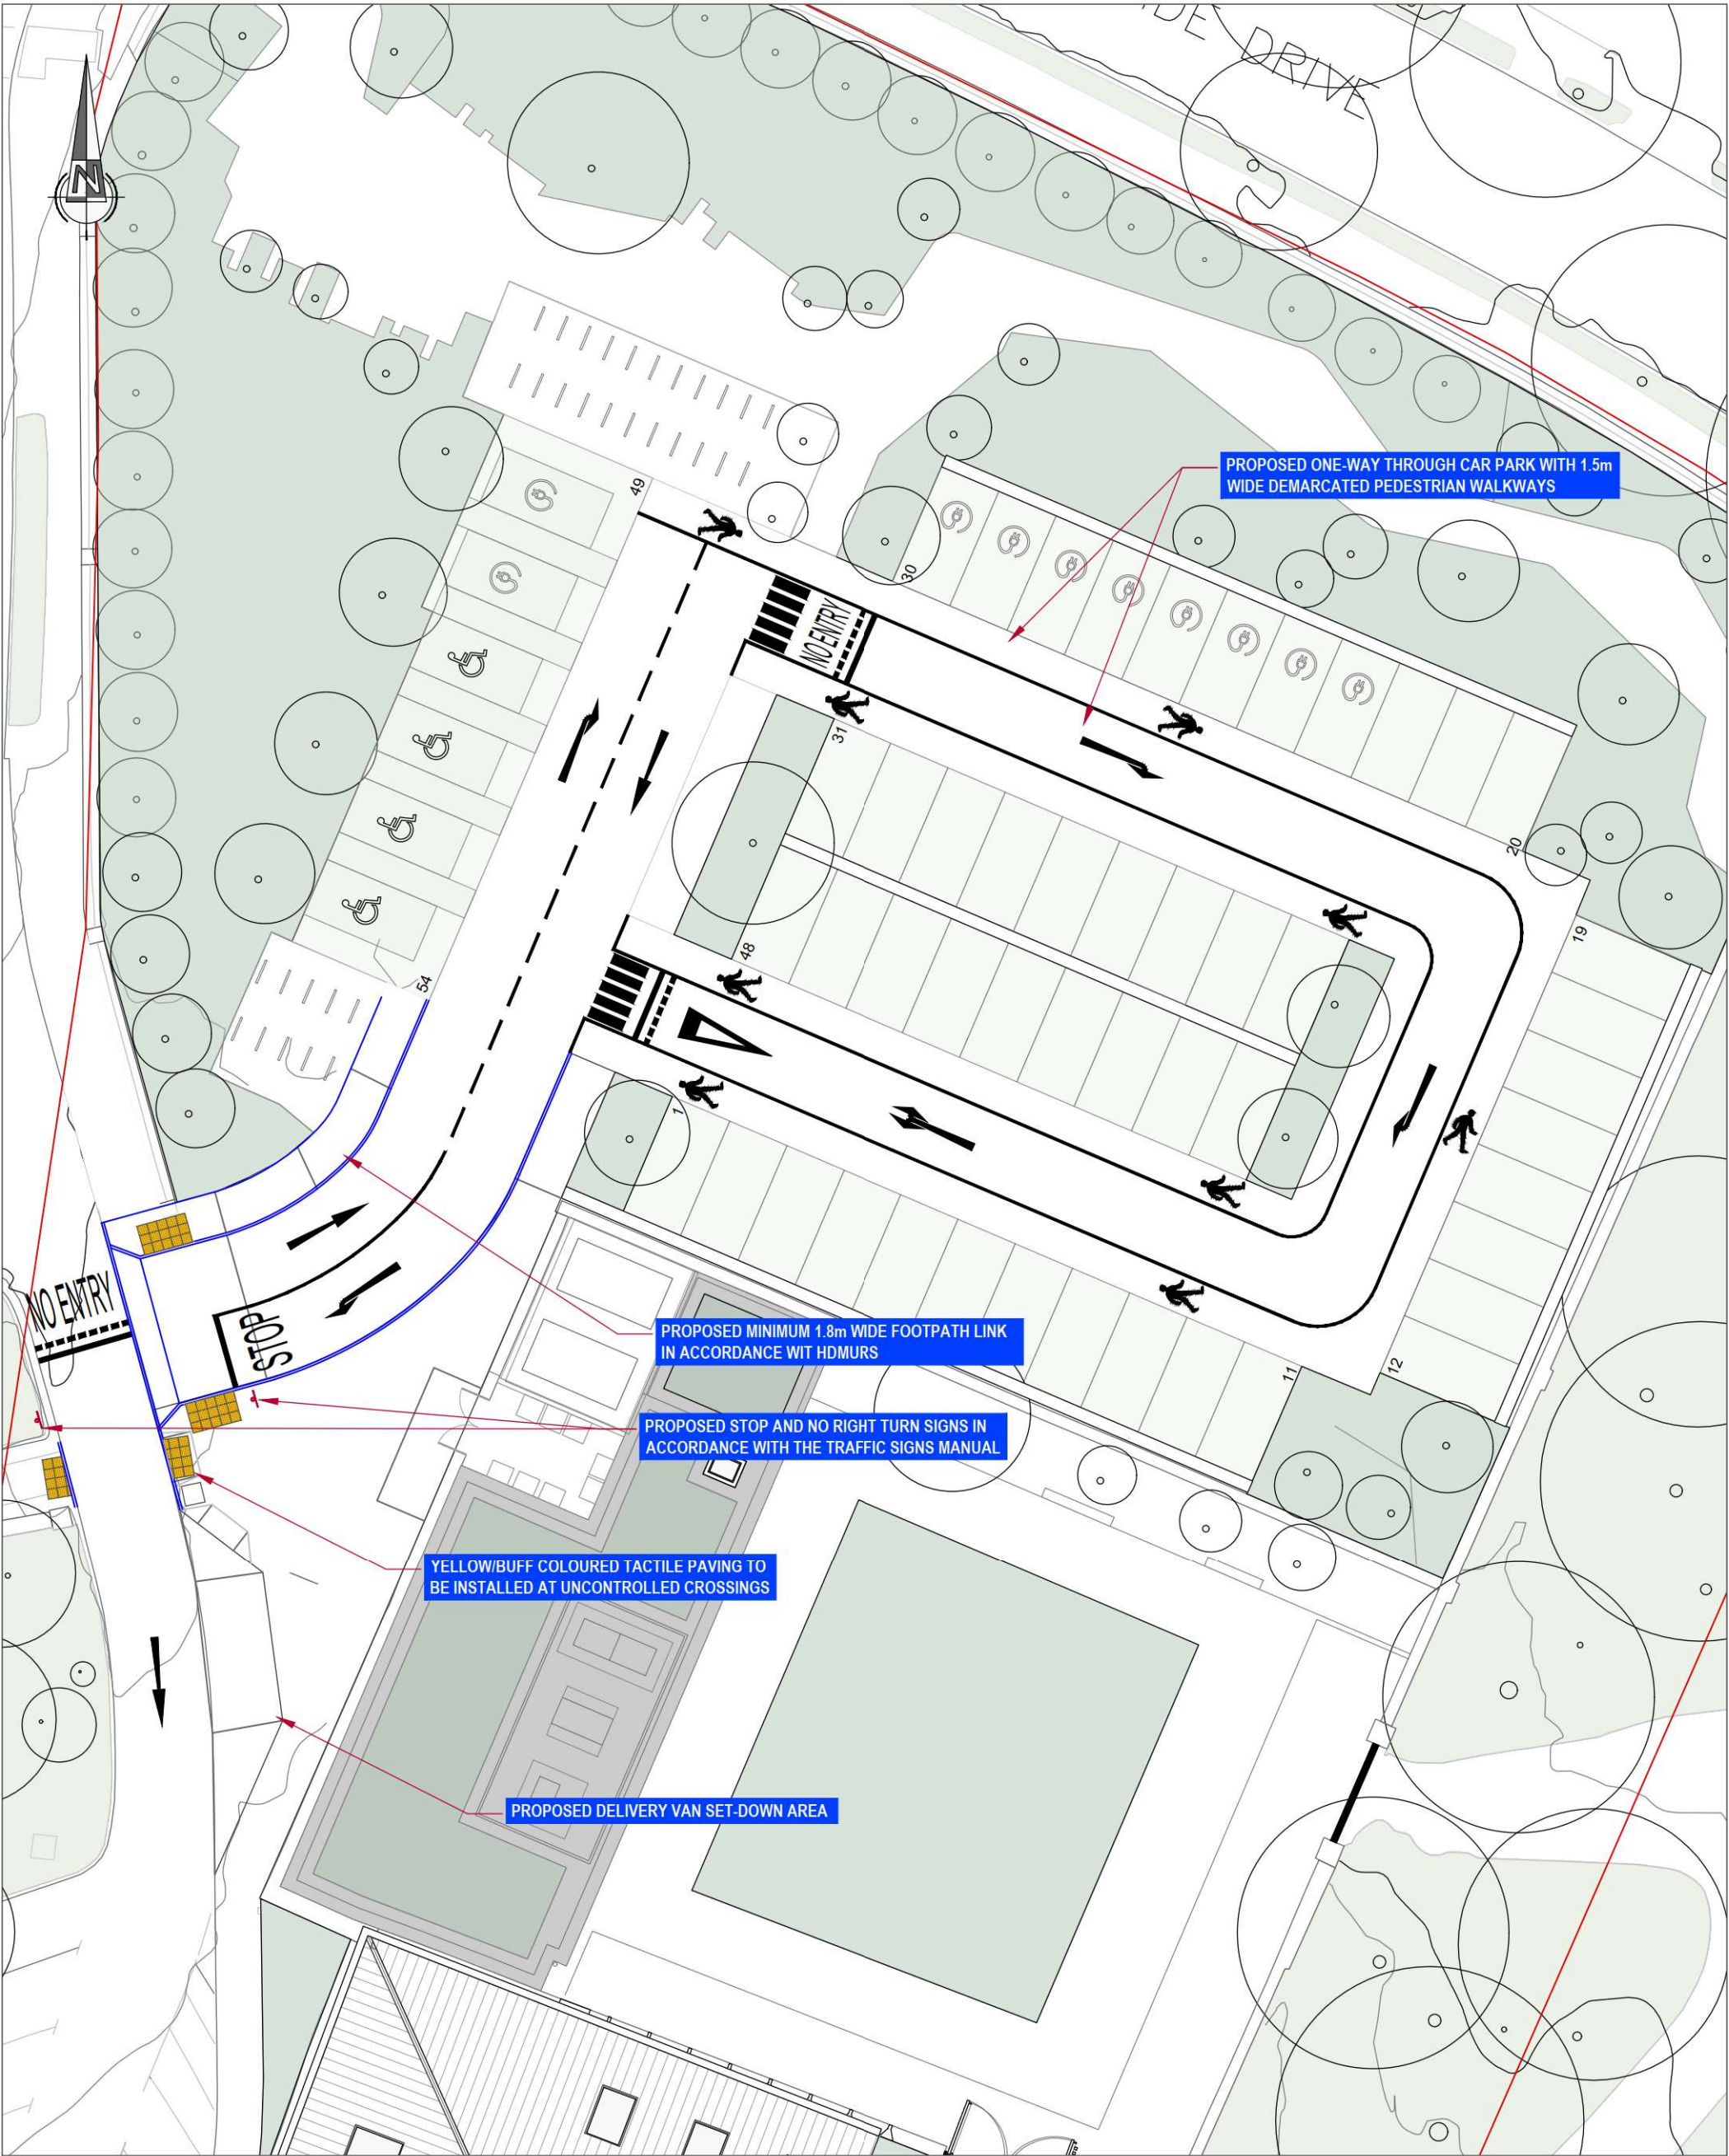 DE DRIVE
N
PROPOSED ONE-WAY THROUGH CAR PARK WITH 1.5m
WIDE DEMARCATED PEDESTRIAN WALKWAYS
49
30
NO ENTRY
31
20
19
48
54
1
NO ENTRY
STOP
PROPOSED MINIMUM 1.8m WIDE FOOTPATH LINK
IN ACCORDANCE WIT HDMURS
11
12
PROPOSED STOP AND NO RIGHT TURN SIGNS IN
ACCORDANCE WITH THE TRAFFIC SIGNS MANUAL
YELLOW/BUFF COLOURED TACTILE PAVING TO
BE INSTALLED AT UNCONTROLLED CROSSINGS
PROPOSED DELIVERY VAN SET-DOWN AREA